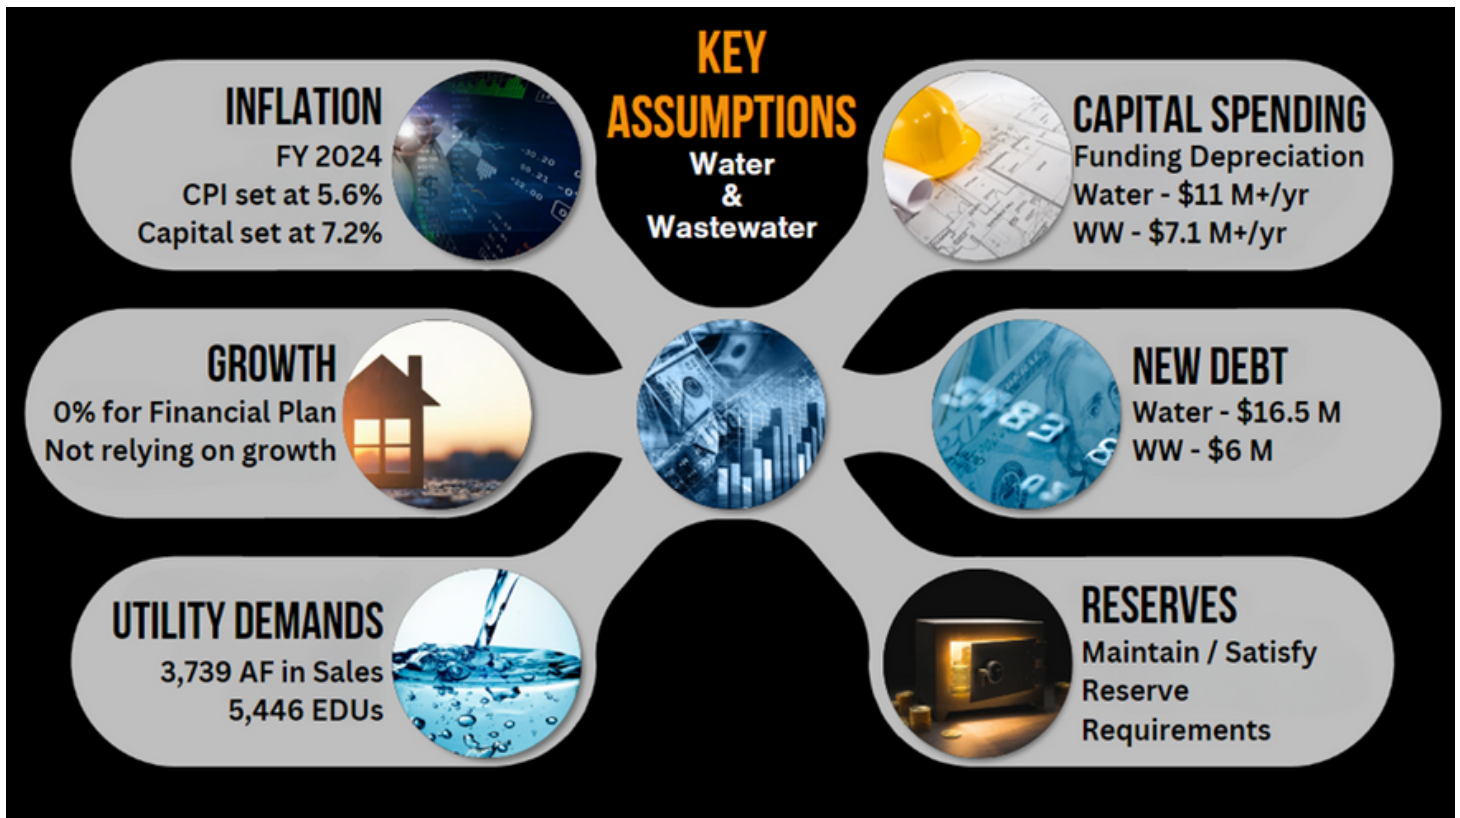 KEY
ASSUMPTIONS
Water
&
Wastewater
INFLATION
FY 2024
CPI set at 5.6%
Capital set at 7.2%
GROWTH
0% for Financial Plan
Not relying on growth
UTILITY DEMANDS
3,739 AF in Sales
5,446 EDUs
CAPITAL SPENDING
Funding Depreciation
Water - $11 M+/yr
WW - $7.1 M+/yr
NEW DEBT
Water - $16.5 M
WW - $6 M
RESERVES
Maintain / Satisfy
Reserve
Requirements